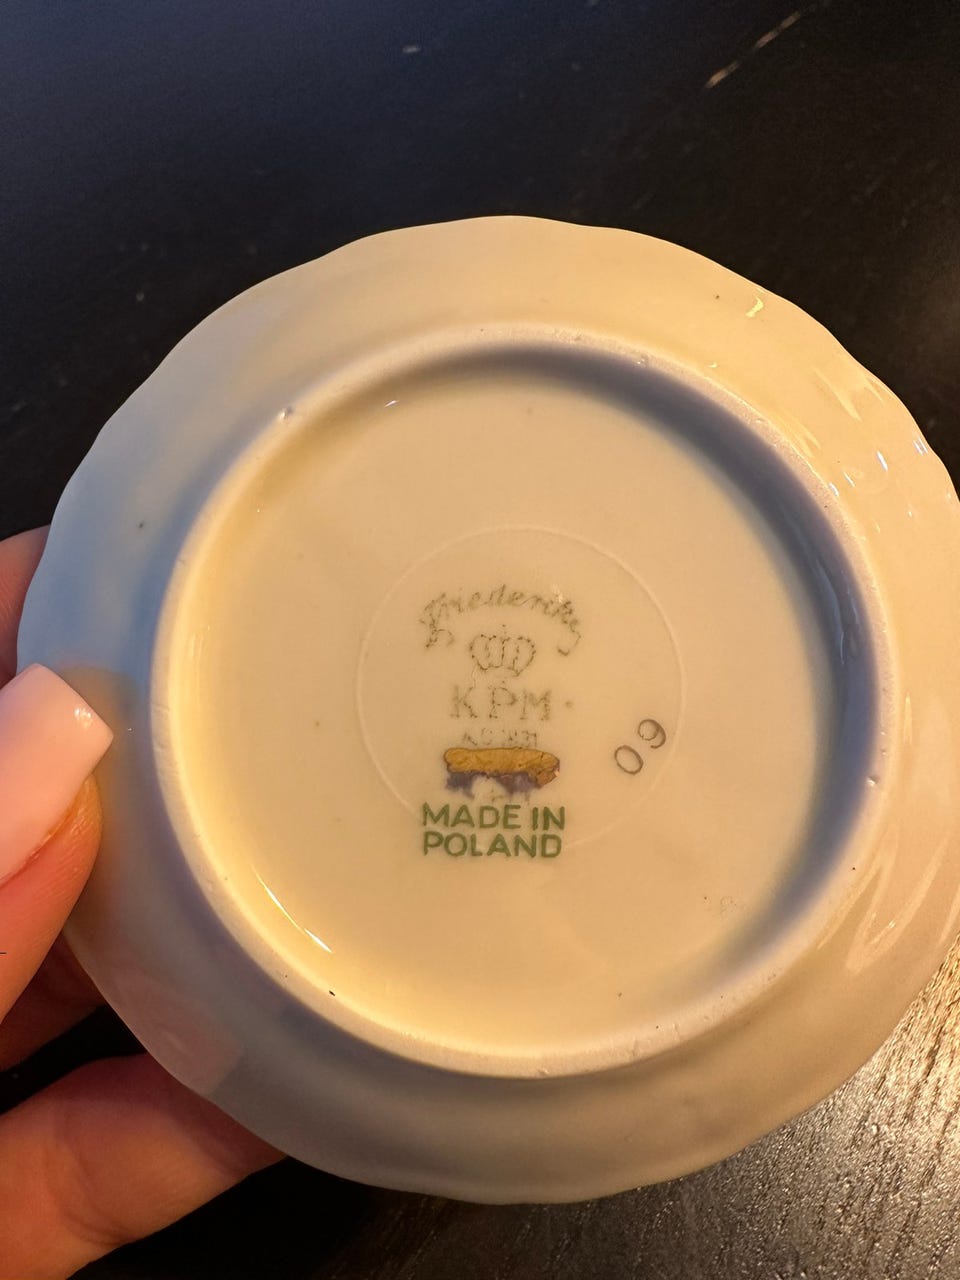 Friederike
KPM
MADE IN
POLAND
09